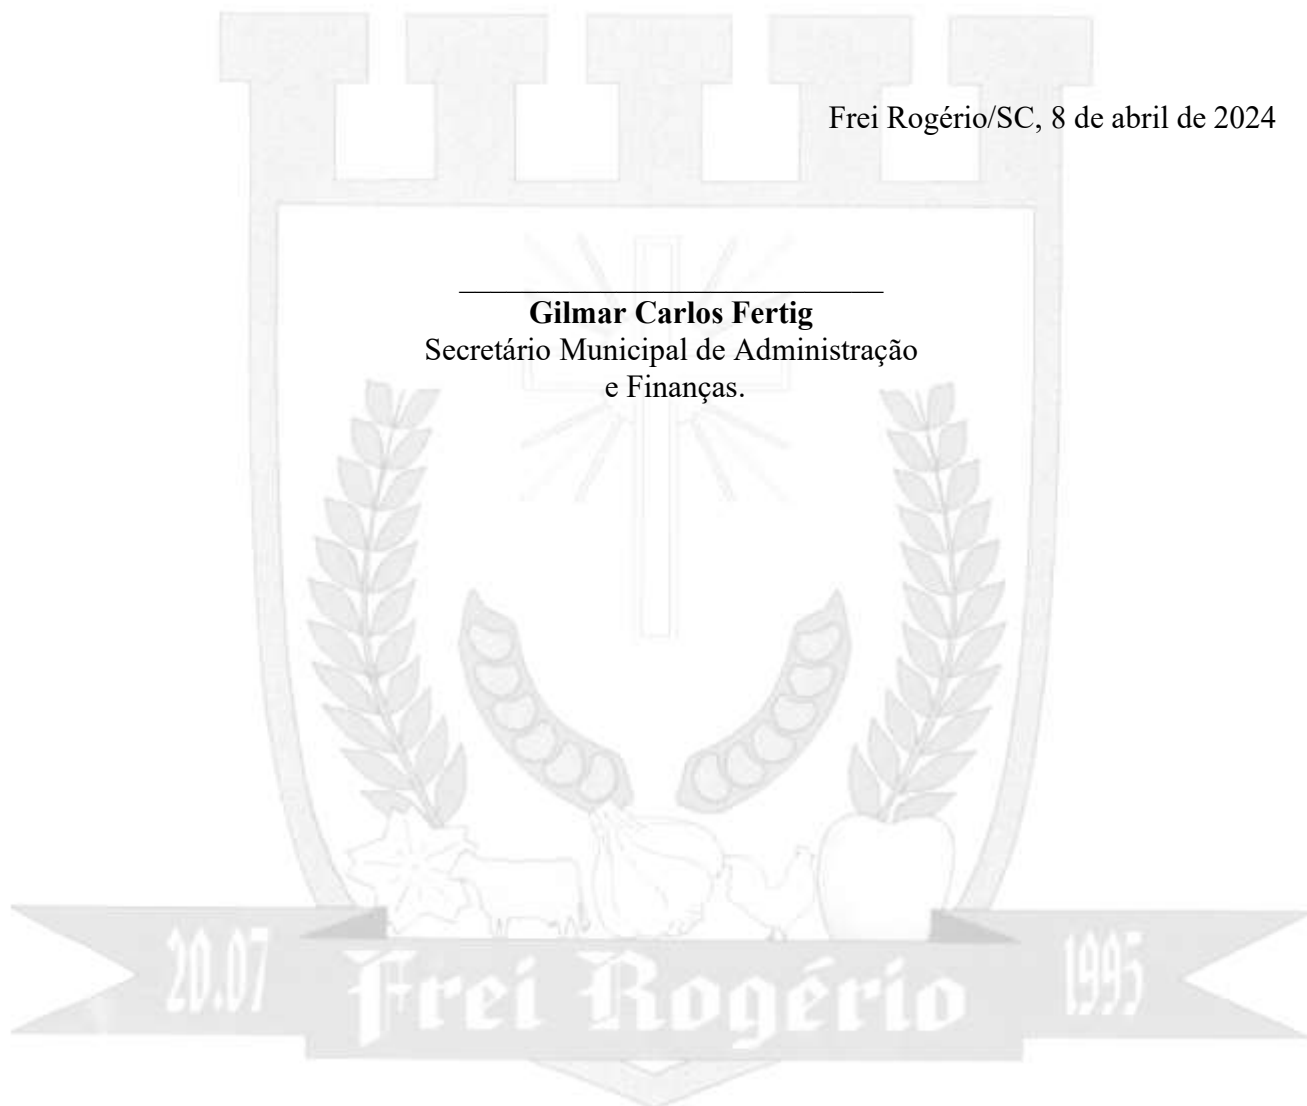 Frei Rogério/SC, 8 de abril de 2024
Gilmar Carlos Fertig
Secretário Municipal de Administração
e Finanças.
20.07 Frei Rogério 1995